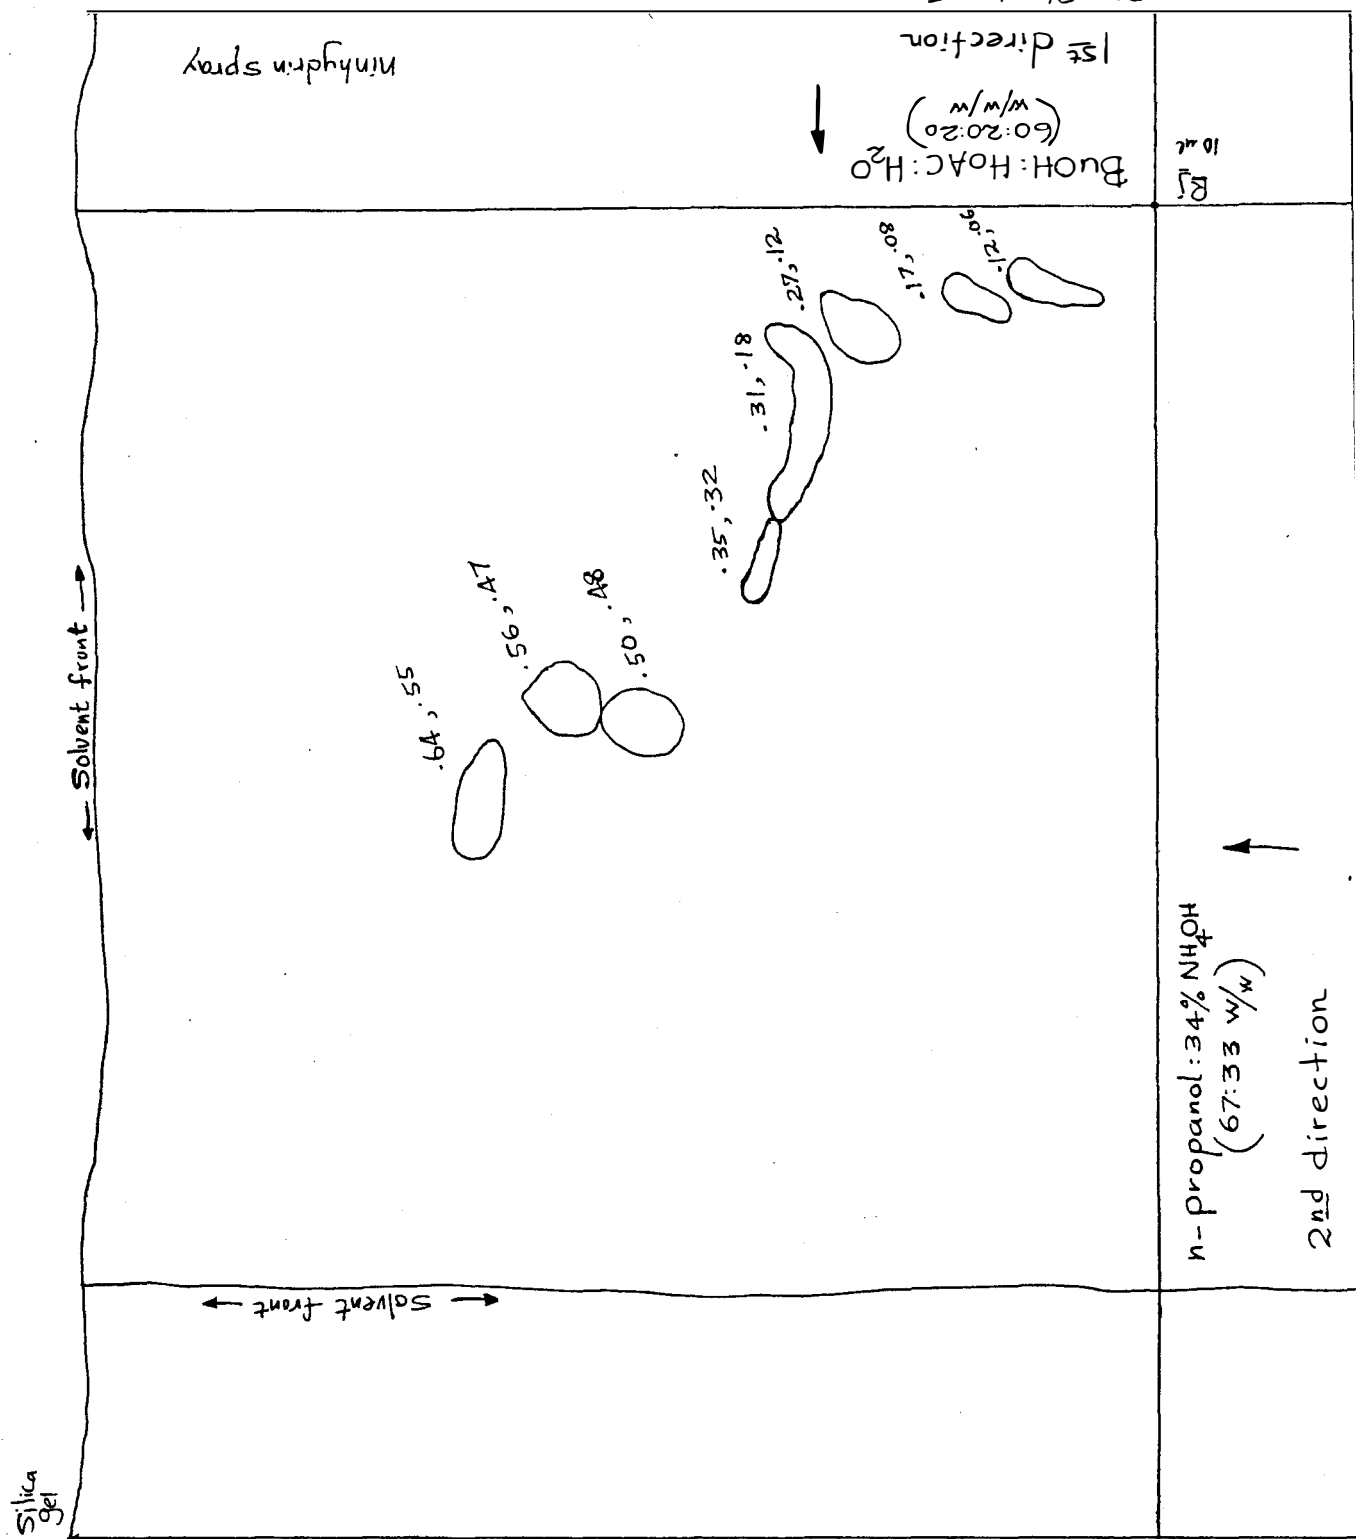 Ninhydrin Spray
1st direction
BuOH:HOAC:H2O
(60:20:20)
(w/w/w)
10 ul
.12,.06
.17,.08
.27,.12
.31,.18
.35,.32
.50,.48
.56,.47
.64,.55
← Solvent front →
← Solvent front →
n-propanol:34% NH4OH
(67:33 w/w)
2nd direction
Silica
gel